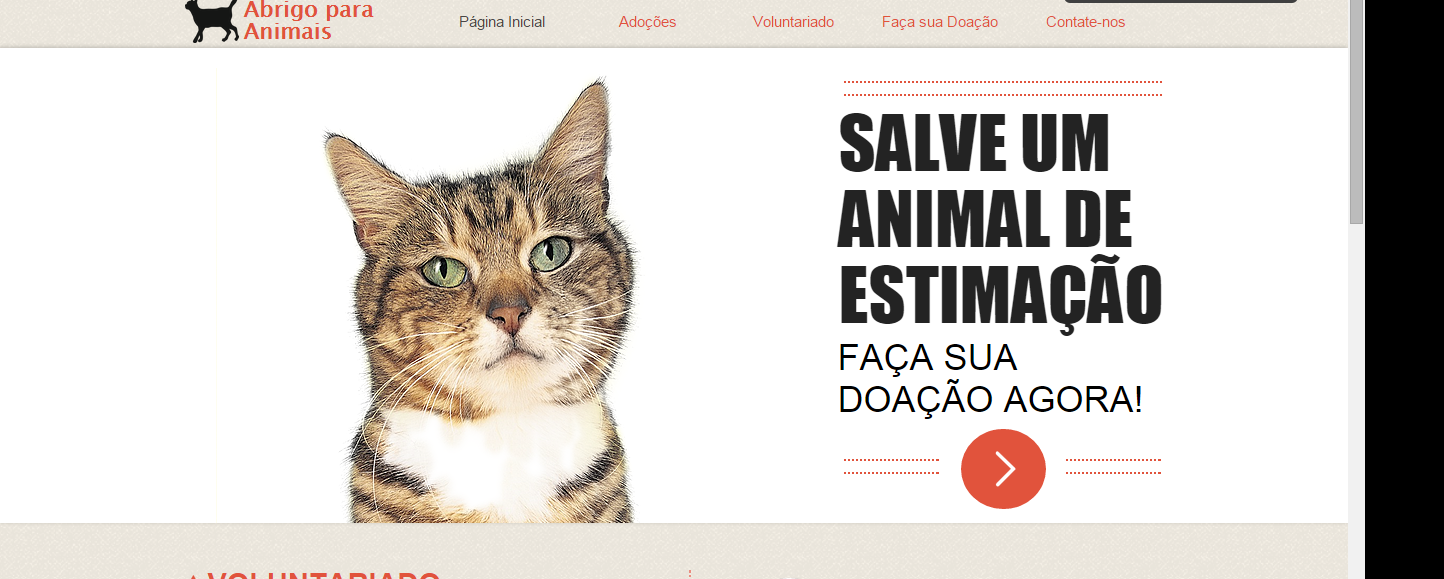 Abrigo para
Animais
Página Inicial
Adoções
Voluntariado
Faça sua Doação
Contate-nos
SALVE UM
ANIMAL DE
ESTIMAÇÃO
FAÇA SUA
DOAÇÃO AGORA!
VOLUNTARIADO